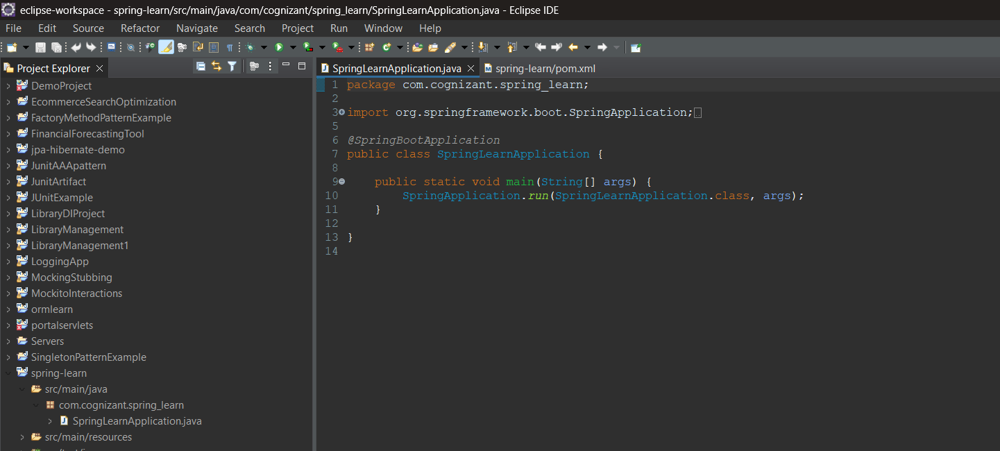 eclipse-workspace - spring-learn/src/main/java/com/cognizant/spring_learn/SpringLearnApplication.java - Eclipse IDE
File Edit Source Refactor Navigate Search Project Run Window Help
Project Explorer
DemoProject
EcommerceSearchOptimization
FactoryMethodPatternExample
FinancialForecastingTool
jpa-hibernate-demo
JunitAAApattern
JunitArtifact
JUnitExample
LibraryDIProject
LibraryManagement
LibraryManagement1
LoggingApp
MockingStubbing
MockitoInteractions
ormlearn
portalservlets
Servers
SingletonPatternExample
spring-learn
src/main/java
com.cognizant.spring_learn
SpringLearnApplication.java
src/main/resources
SpringLearnApplication.java spring-learn/pom.xml
1 package com.cognizant.spring_learn;
2
3 import org.springframework.boot.SpringApplication;
5
6 @SpringBootApplication
7 public class SpringLearnApplication {
8
9 public static void main(String[] args) {
10 SpringApplication.run(SpringLearnApplication.class, args);
11 }
12
13 }
14